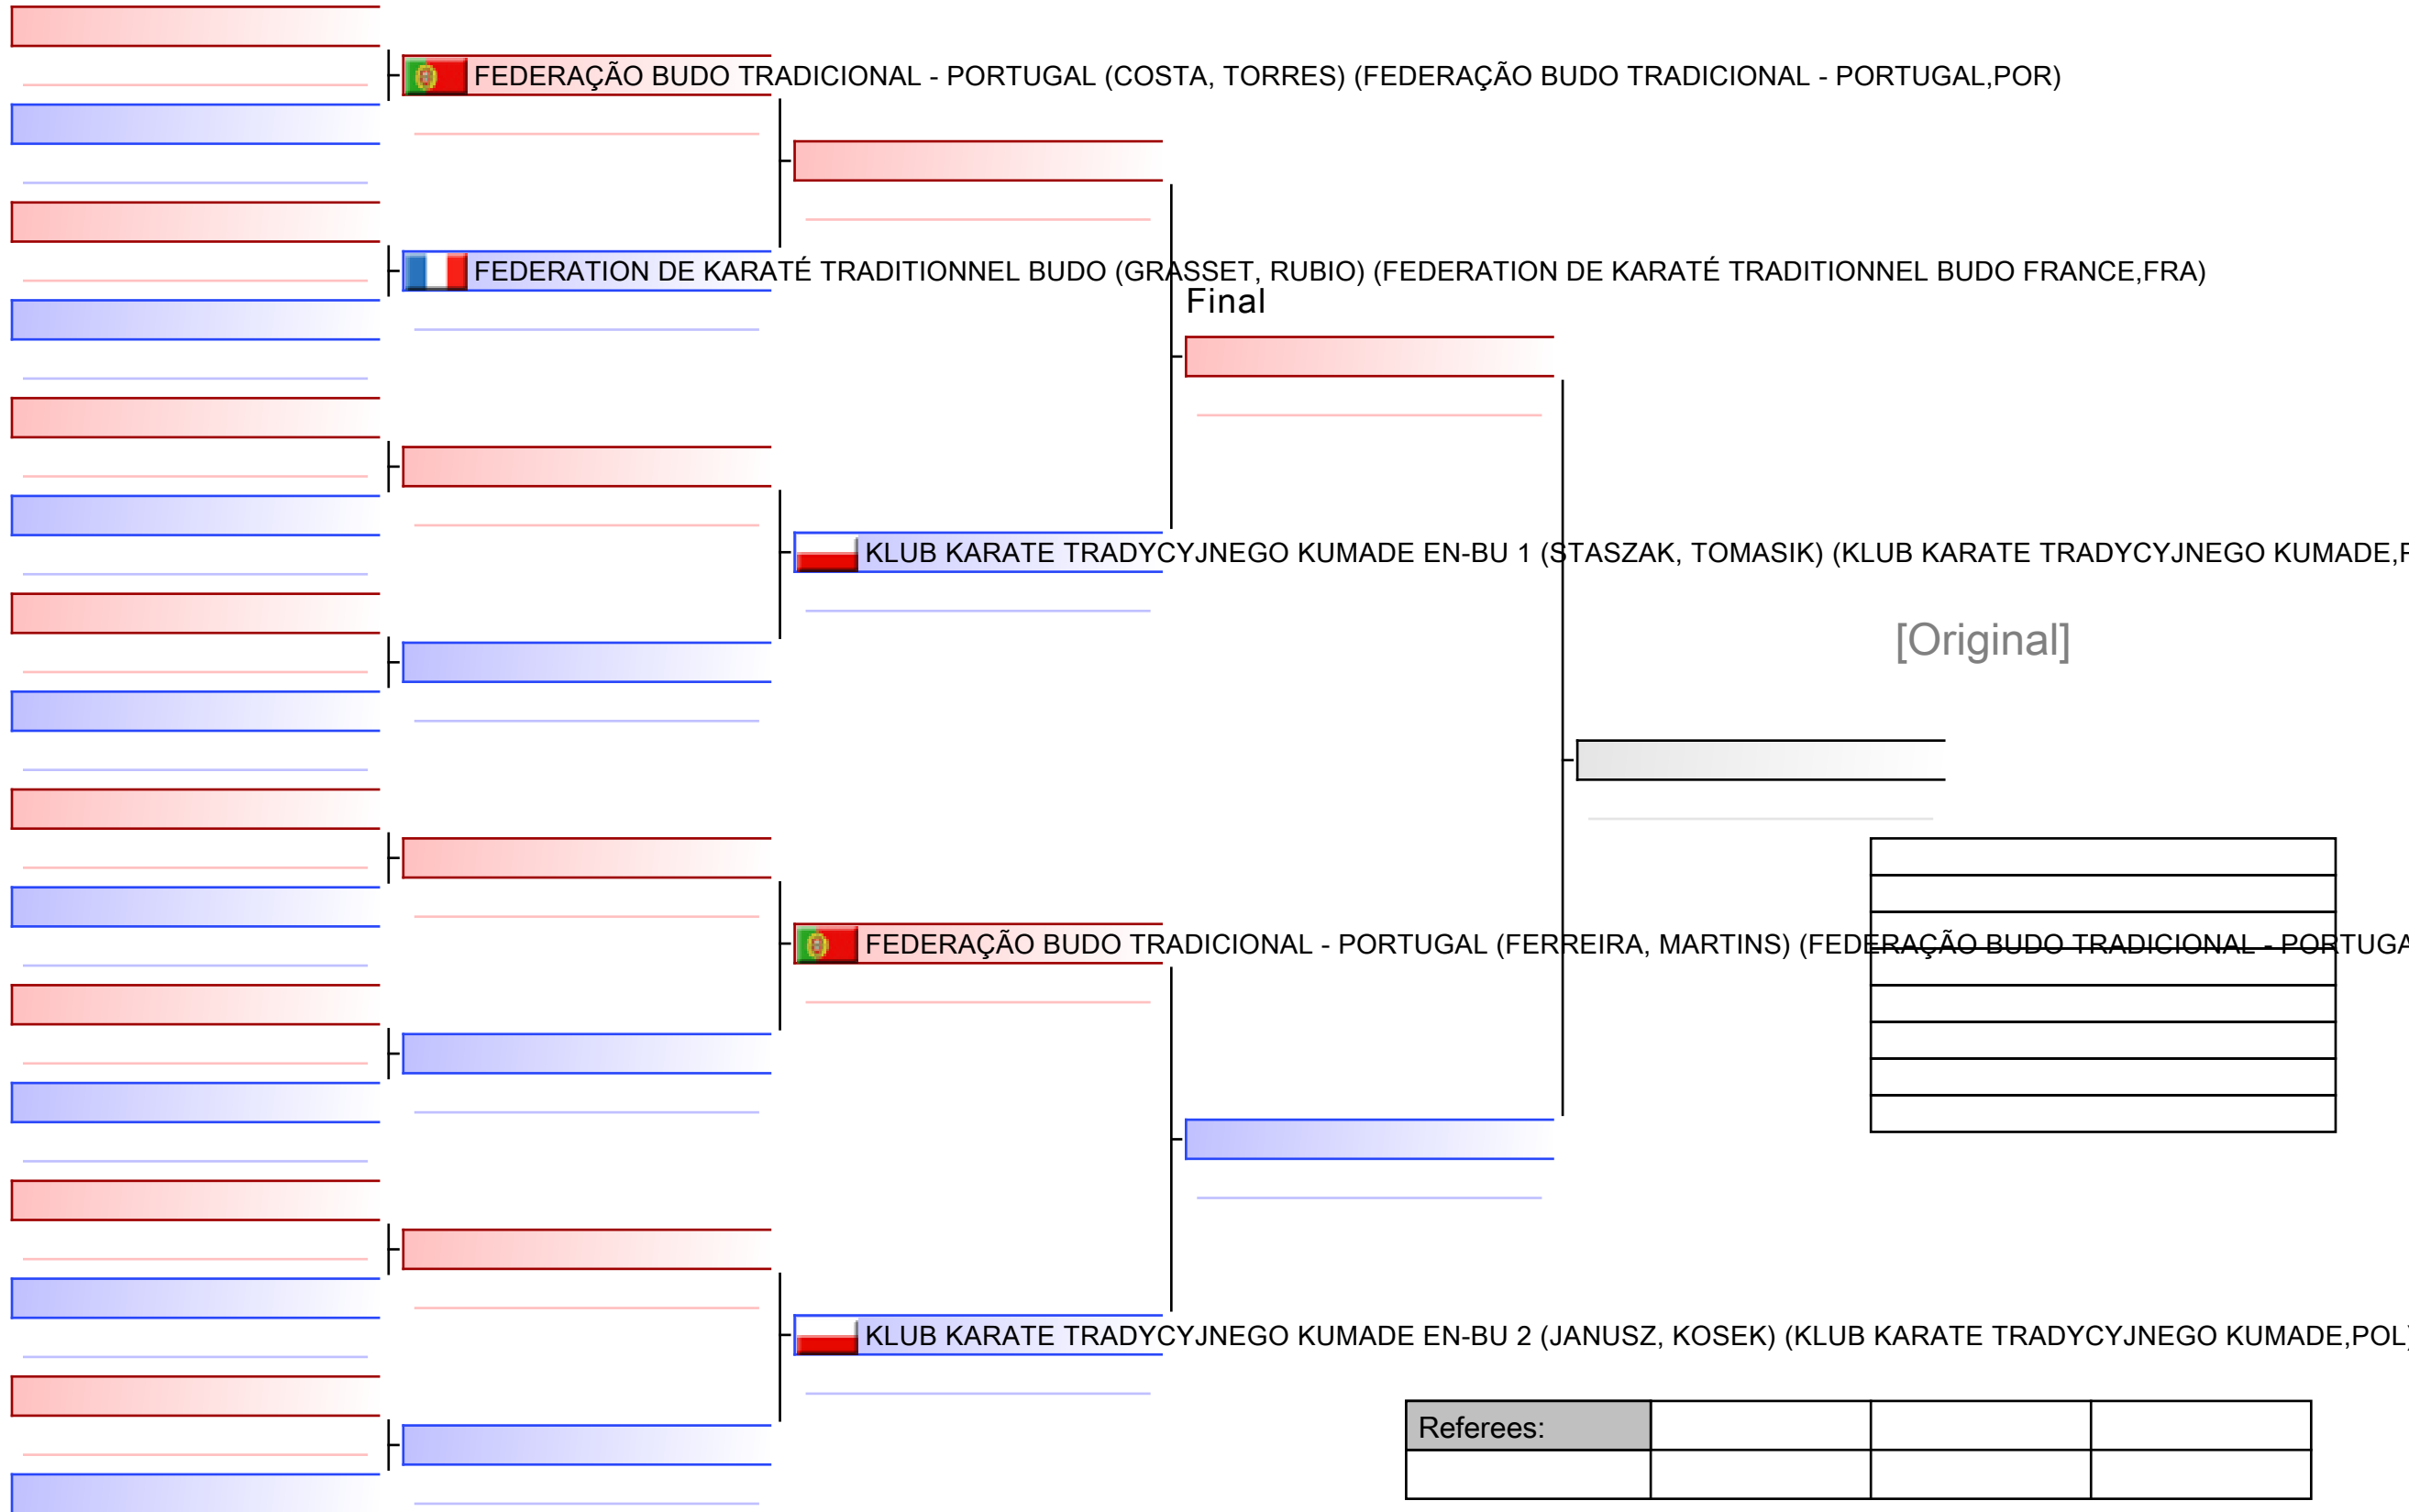 FEDERAÇÃO BUDO TRADICIONAL - PORTUGAL (COSTA, TORRES) (FEDERAÇÃO BUDO TRADICIONAL - PORTUGAL,POR)
FEDERATION DE KARATÉ TRADITIONNEL BUDO (GRASSET, RUBIO) (FEDERATION DE KARATÉ TRADITIONNEL BUDO FRANCE,FRA)
Final
KLUB KARATE TRADYCYJNEGO KUMADE EN-BU 1 (STASZAK, TOMASIK) (KLUB KARATE TRADYCYJNEGO KUMADE,
[Original]
FEDERAÇÃO BUDO TRADICIONAL - PORTUGAL (FERREIRA, MARTINS) (FEDERAÇÃO BUDO TRADICIONAL - PORTUGA
KLUB KARATE TRADYCYJNEGO KUMADE EN-BU 2 (JANUSZ, KOSEK) (KLUB KARATE TRADYCYJNEGO KUMADE,POL)
Referees: